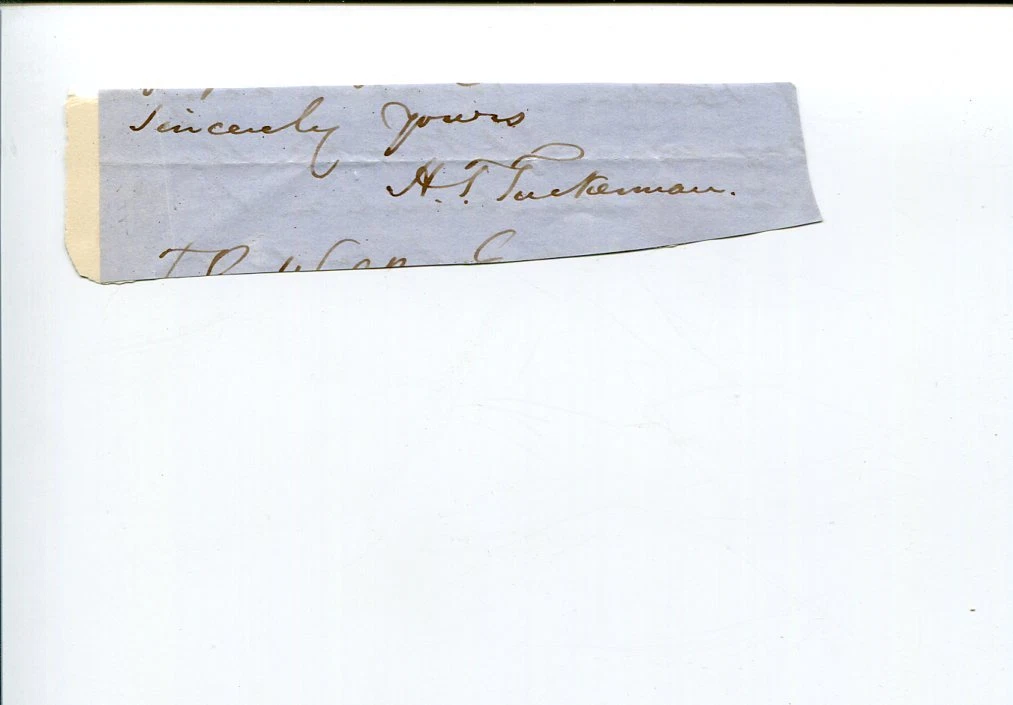 Sincerely yours
H. T. Tuckerman.